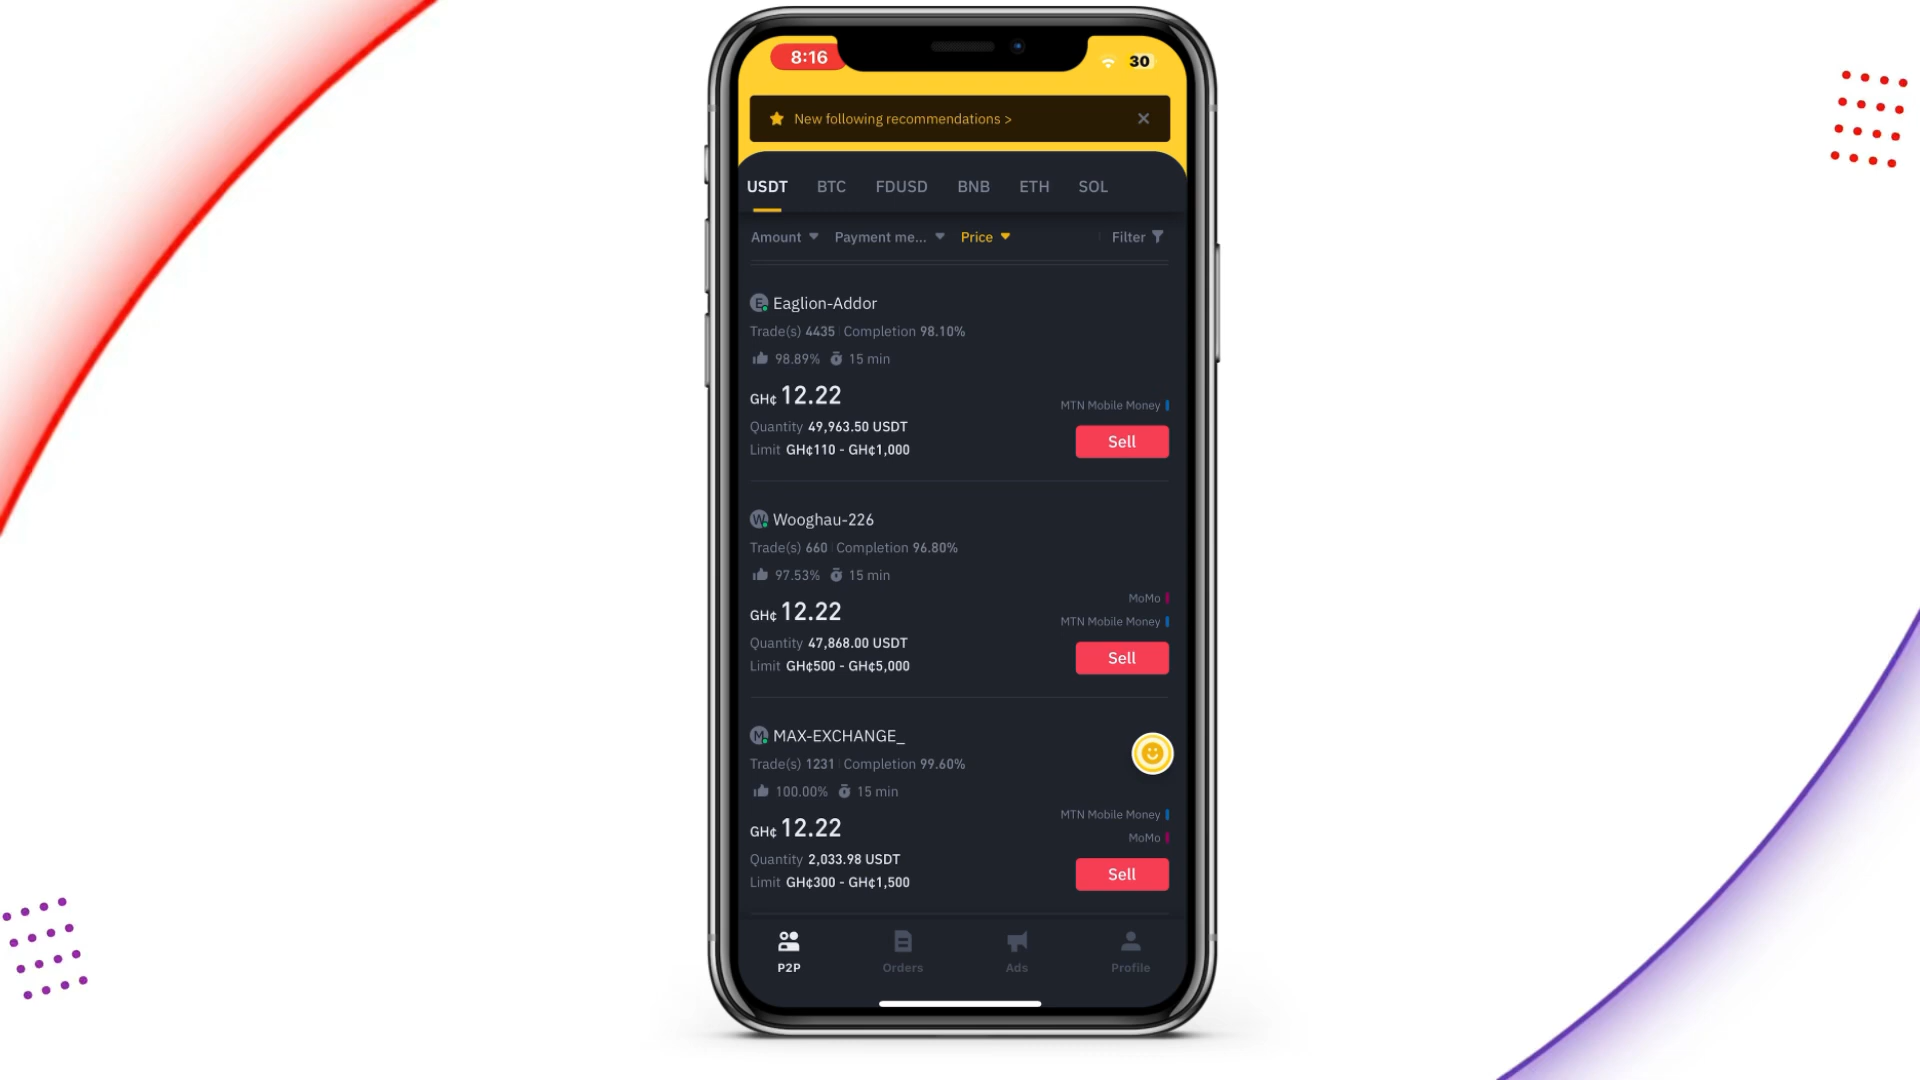 8:16
30
New following recommendations >
USDT BTC FDUSD BNB ETH SOL
Amount Payment me... Price Filter
E Eaglion-Addor
Trade(s) 4435 Completion 98.10%
98.89% 15 min
GH¢ 12.22
MTN Mobile Money
Quantity 49,963.50 USDT
Limit GH¢110 - GH¢1,000
Sell
W Wooghau-226
Trade(s) 660 Completion 96.80%
97.53% 15 min
MoMo
GH¢ 12.22
MTN Mobile Money
Quantity 47,868.00 USDT
Limit GH¢500 - GH¢5,000
Sell
M MAX-EXCHANGE_
Trade(s) 1231 Completion 99.60%
100.00% 15 min
MTN Mobile Money
GH¢ 12.22
MoMo
Quantity 2,033.98 USDT
Limit GH¢300 - GH¢1,500
Sell
P2P Orders Ads Profile